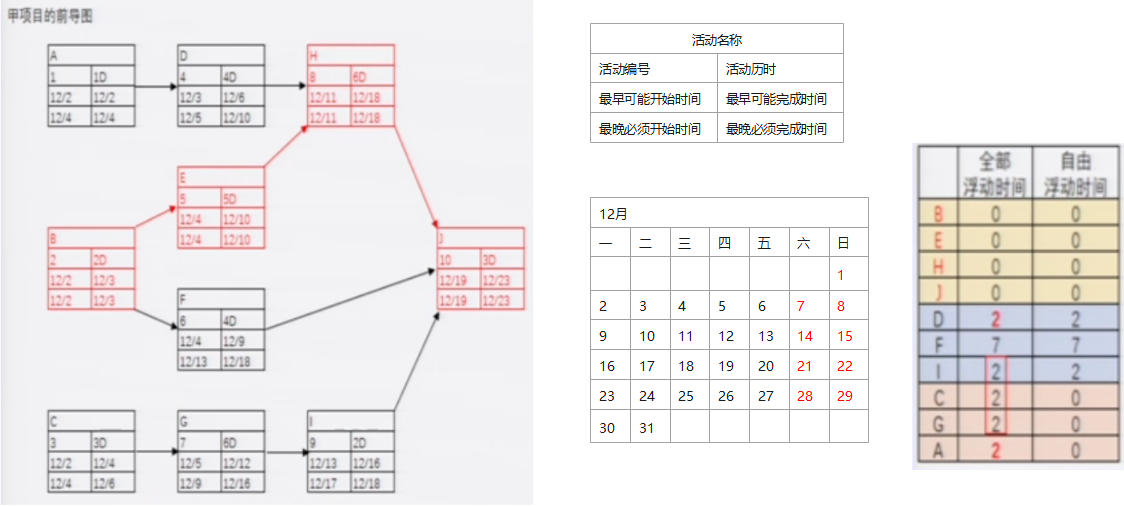 甲项目的前导图
A
1 1D
12/2 12/2
12/4 12/4
D
4 4D
12/3 12/6
12/5 12/10
H
8 6D
12/11 12/18
12/11 12/18
E
5 5D
12/4 12/10
12/4 12/10
B
2 2D
12/2 12/3
12/2 12/3
J
10 3D
12/19 12/23
12/19 12/23
F
6 4D
12/4 12/9
12/13 12/18
C
3 3D
12/2 12/4
12/4 12/6
G
7 6D
12/5 12/12
12/9 12/16
I
9 2D
12/13 12/16
12/17 12/18
活动名称
活动编号 活动历时
最早可能开始时间 最早可能完成时间
最晚必须开始时间 最晚必须完成时间
12月
一 二 三 四 五 六 日
1
2 3 4 5 6 7 8
9 10 11 12 13 14 15
16 17 18 19 20 21 22
23 24 25 26 27 28 29
30 31
全部 自由
浮动时间 浮动时间
B 0 0
E 0 0
H 0 0
J 0 0
D 2 2
F 7 7
I 2 2
C 2 0
G 2 0
A 2 0